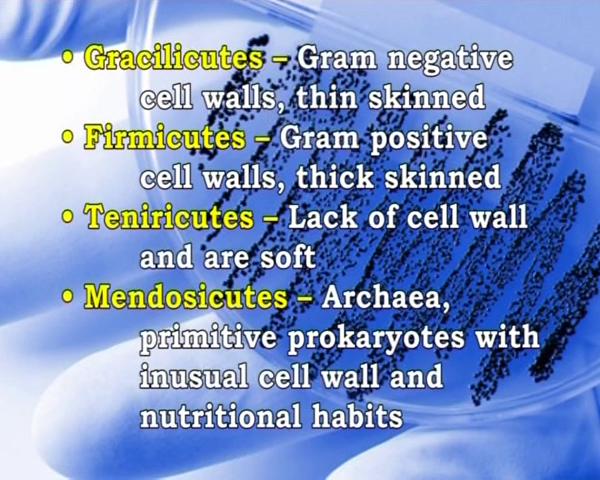 • Gracilicutes – Gram negative
cell walls, thin skinned
• Firmicutes – Gram positive
cell walls, thick skinned
• Teniricutes – Lack of cell wall
and are soft
• Mendosicutes – Archaea,
primitive prokaryotes with
inusual cell wall and
nutritional habits